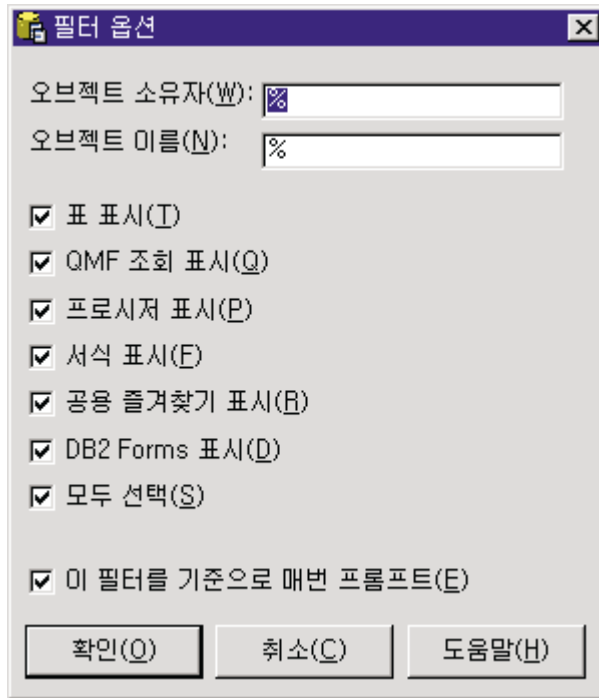 필터 옵션
오브젝트 소유자(W): %
오브젝트 이름(N): %
표 표시(T)
QMF 조회 표시(Q)
프로시저 표시(P)
서식 표시(F)
공용 즐겨찾기 표시(R)
DB2 Forms 표시(D)
모두 선택(S)
이 필터를 기준으로 매번 프롬프트(E)
확인(O) 취소(C) 도움말(H)